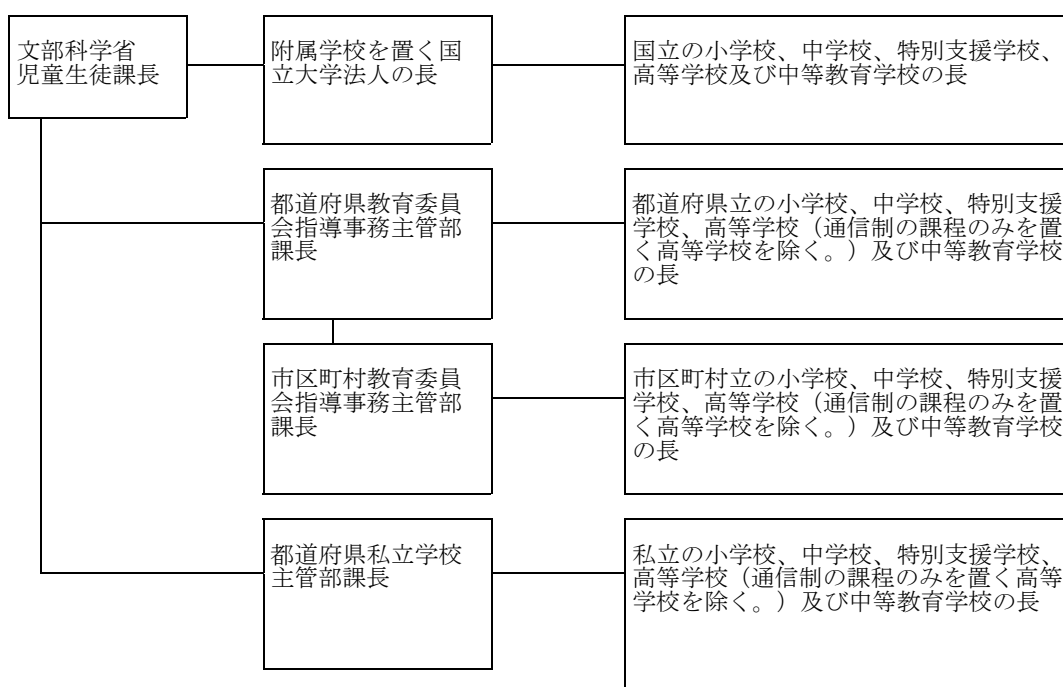 文部科学省
児童生徒課長
附属学校を置く国
立大学法人の長
国立の小学校、中学校、特別支援学校、
高等学校及び中等教育学校の長
都道府県教育委員
会指導事務主管部
課長
都道府県立の小学校、中学校、特別支援
学校、高等学校（通信制の課程のみを置
く高等学校を除く。）及び中等教育学校
の長
市区町村教育委員
会指導事務主管部
課長
市区町村立の小学校、中学校、特別支援
学校、高等学校（通信制の課程のみを置
く高等学校を除く。）及び中等教育学校
の長
都道府県私立学校
主管部課長
私立の小学校、中学校、特別支援学校、
高等学校（通信制の課程のみを置く高等
学校を除く。）及び中等教育学校の長